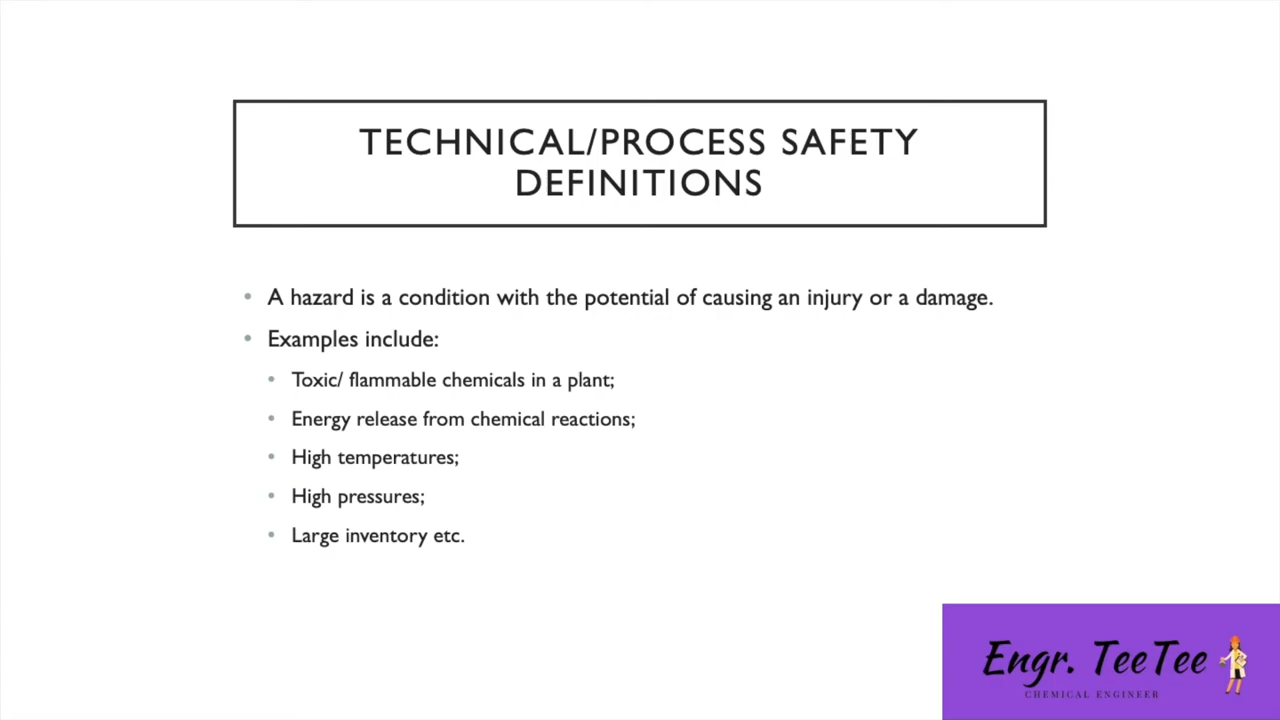 TECHNICAL/PROCESS SAFETY
DEFINITIONS
• A hazard is a condition with the potential of causing an injury or a damage.
• Examples include:
• Toxic/ flammable chemicals in a plant;
• Energy release from chemical reactions;
• High temperatures;
• High pressures;
• Large inventory etc.
Engr. TeeTee
CHEMICAL ENGINEER